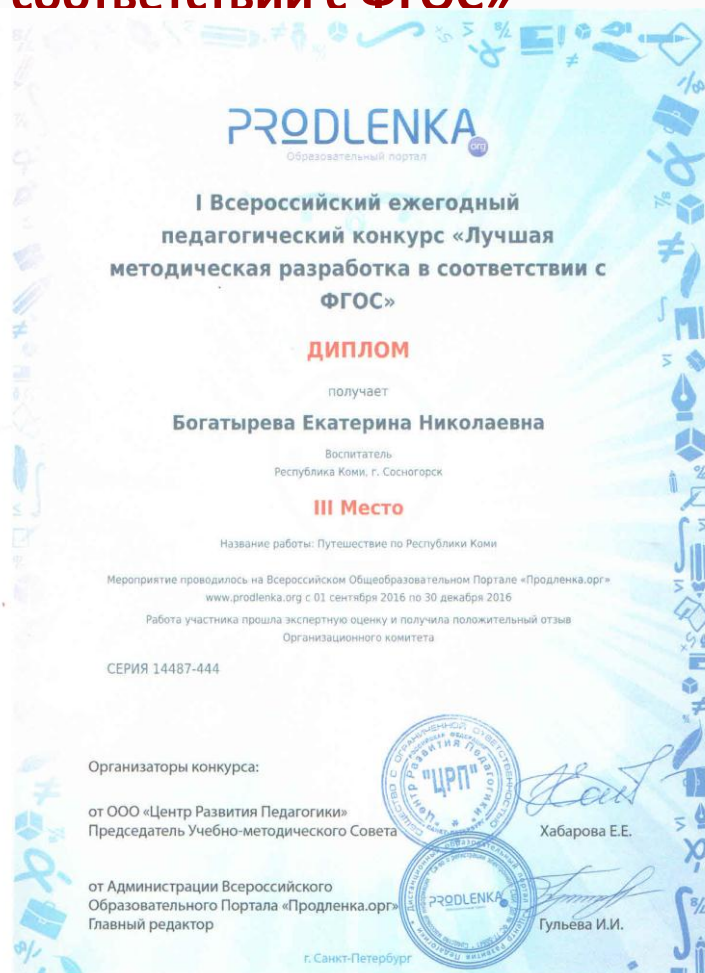 соответствии с ФГОС»
PRODLENKA.org
Образовательный портал
I Всероссийский ежегодный
педагогический конкурс «Лучшая
методическая разработка в соответствии с
ФГОС»
ДИПЛОМ
получает
Богатырева Екатерина Николаевна
Воспитатель
Республика Коми, г. Сосногорск
III Место
Название работы: Путешествие по Республики Коми
Мероприятие проводилось на Всероссийском Общеобразовательном Портале «Продленка.орг»
www.prodlenka.org с 01 сентября 2016 по 30 декабря 2016
Работа участника прошла экспертную оценку и получила положительный отзыв
Организационного комитета
СЕРИЯ 14487-444
Организаторы конкурса:
от ООО «Центр Развития Педагогики»
Председатель Учебно-методического Совета
Хабарова Е.Е.
"ЦРП"
Центр Развития Педагогики
от Администрации Всероссийского
Образовательного Портала «Продленка.орг»
Главный редактор
Гульева И.И.
PRODLENKA
г. Санкт-Петербург